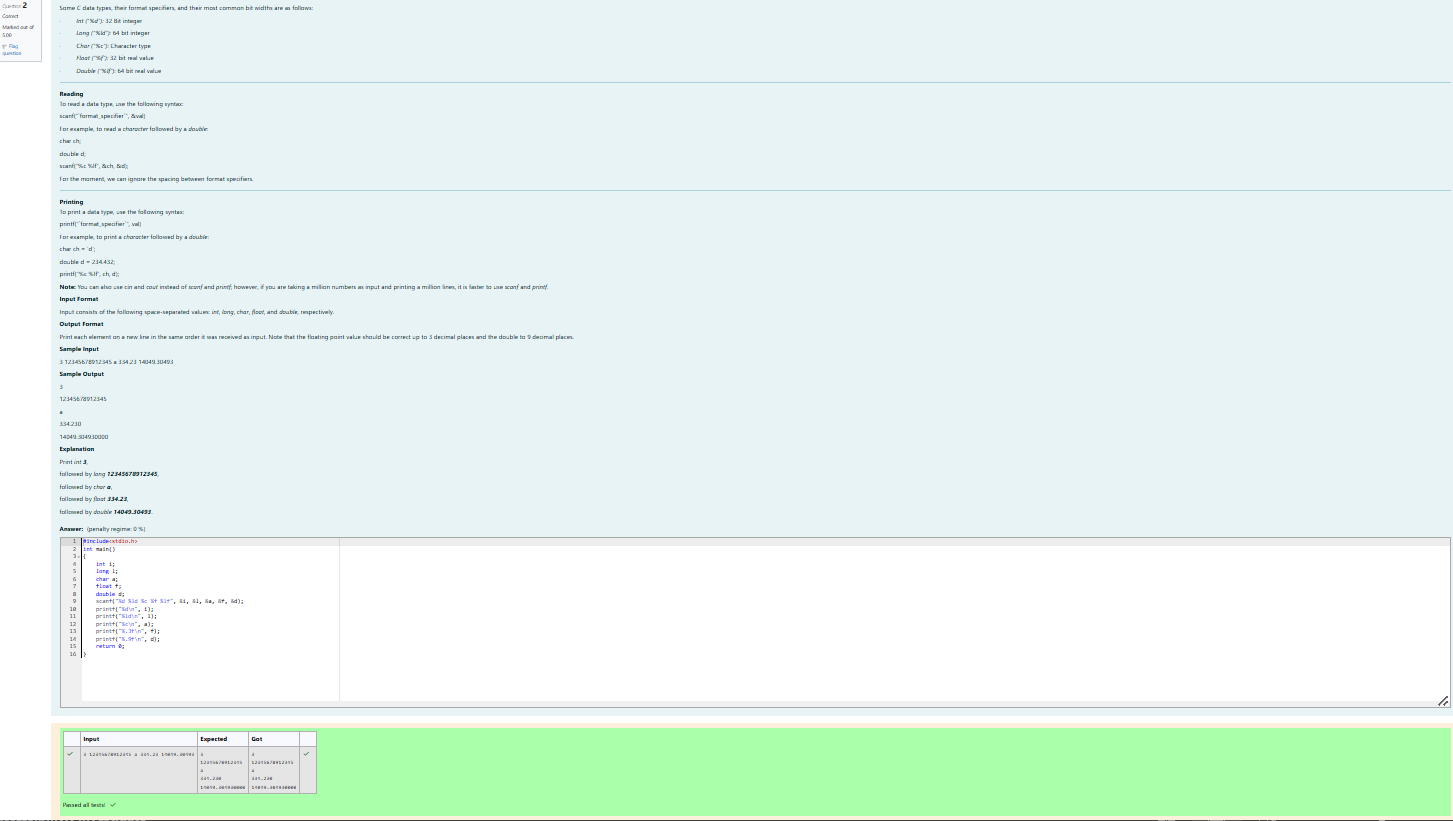 Question 2
Correct
Marked out of
5.00
Flag
question
Some C data types, their format specifiers, and their most common bit widths are as follows:
· Int ("%d"): 32 Bit integer
· Long ("%ld"): 64 bit integer
· Char ("%c"): Character type
· Float ("%f"): 32 bit real value
· Double ("%lf"): 64 bit real value
Reading
To read a data type, use the following syntax:
scanf("`format_specifier`", &val)
For example, to read a character followed by a double:
char ch;
double d;
scanf("%c %lf", &ch, &d);
For the moment, we can ignore the spacing between format specifiers.
Printing
To print a data type, use the following syntax:
printf("`format_specifier`", val)
For example, to print a character followed by a double:
char ch = 'd';
double d = 234.432;
printf("%c %lf", ch, d);
Note: You can also use cin and cout instead of scanf and printf; however, if you are taking a million numbers as input and printing a million lines, it is faster to use scanf and printf.
Input Format
Input consists of the following space-separated values: int, long, char, float, and double, respectively.
Output Format
Print each element on a new line in the same order it was received as input. Note that the floating point value should be correct up to 3 decimal places and the double to 9 decimal places.
Sample Input
3 12345678912345 a 334.23 14049.30493
Sample Output
3
12345678912345
a
334.230
14049.304930000
Explanation
Print int 3,
followed by long 12345678912345,
followed by char a,
followed by float 334.23,
followed by double 14049.30493.
Answer: (penalty regime: 0 %)
1 #include<stdio.h>
2 int main()
3 {
4 int i;
5 long l;
6 char a;
7 float f;
8 double d;
9 scanf("%d %ld %c %f %lf", &i, &l, &a, &f, &d);
10 printf("%d\n", i);
11 printf("%ld\n", l);
12 printf("%c\n", a);
13 printf("%.3f\n", f);
14 printf("%.9f\n", d);
15 return 0;
16 }
Input Expected Got
3 12345678912345 a 334.23 14049.30493 3 3
12345678912345 12345678912345
a a
334.230 334.230
14049.304930000 14049.304930000
Passed all tests!